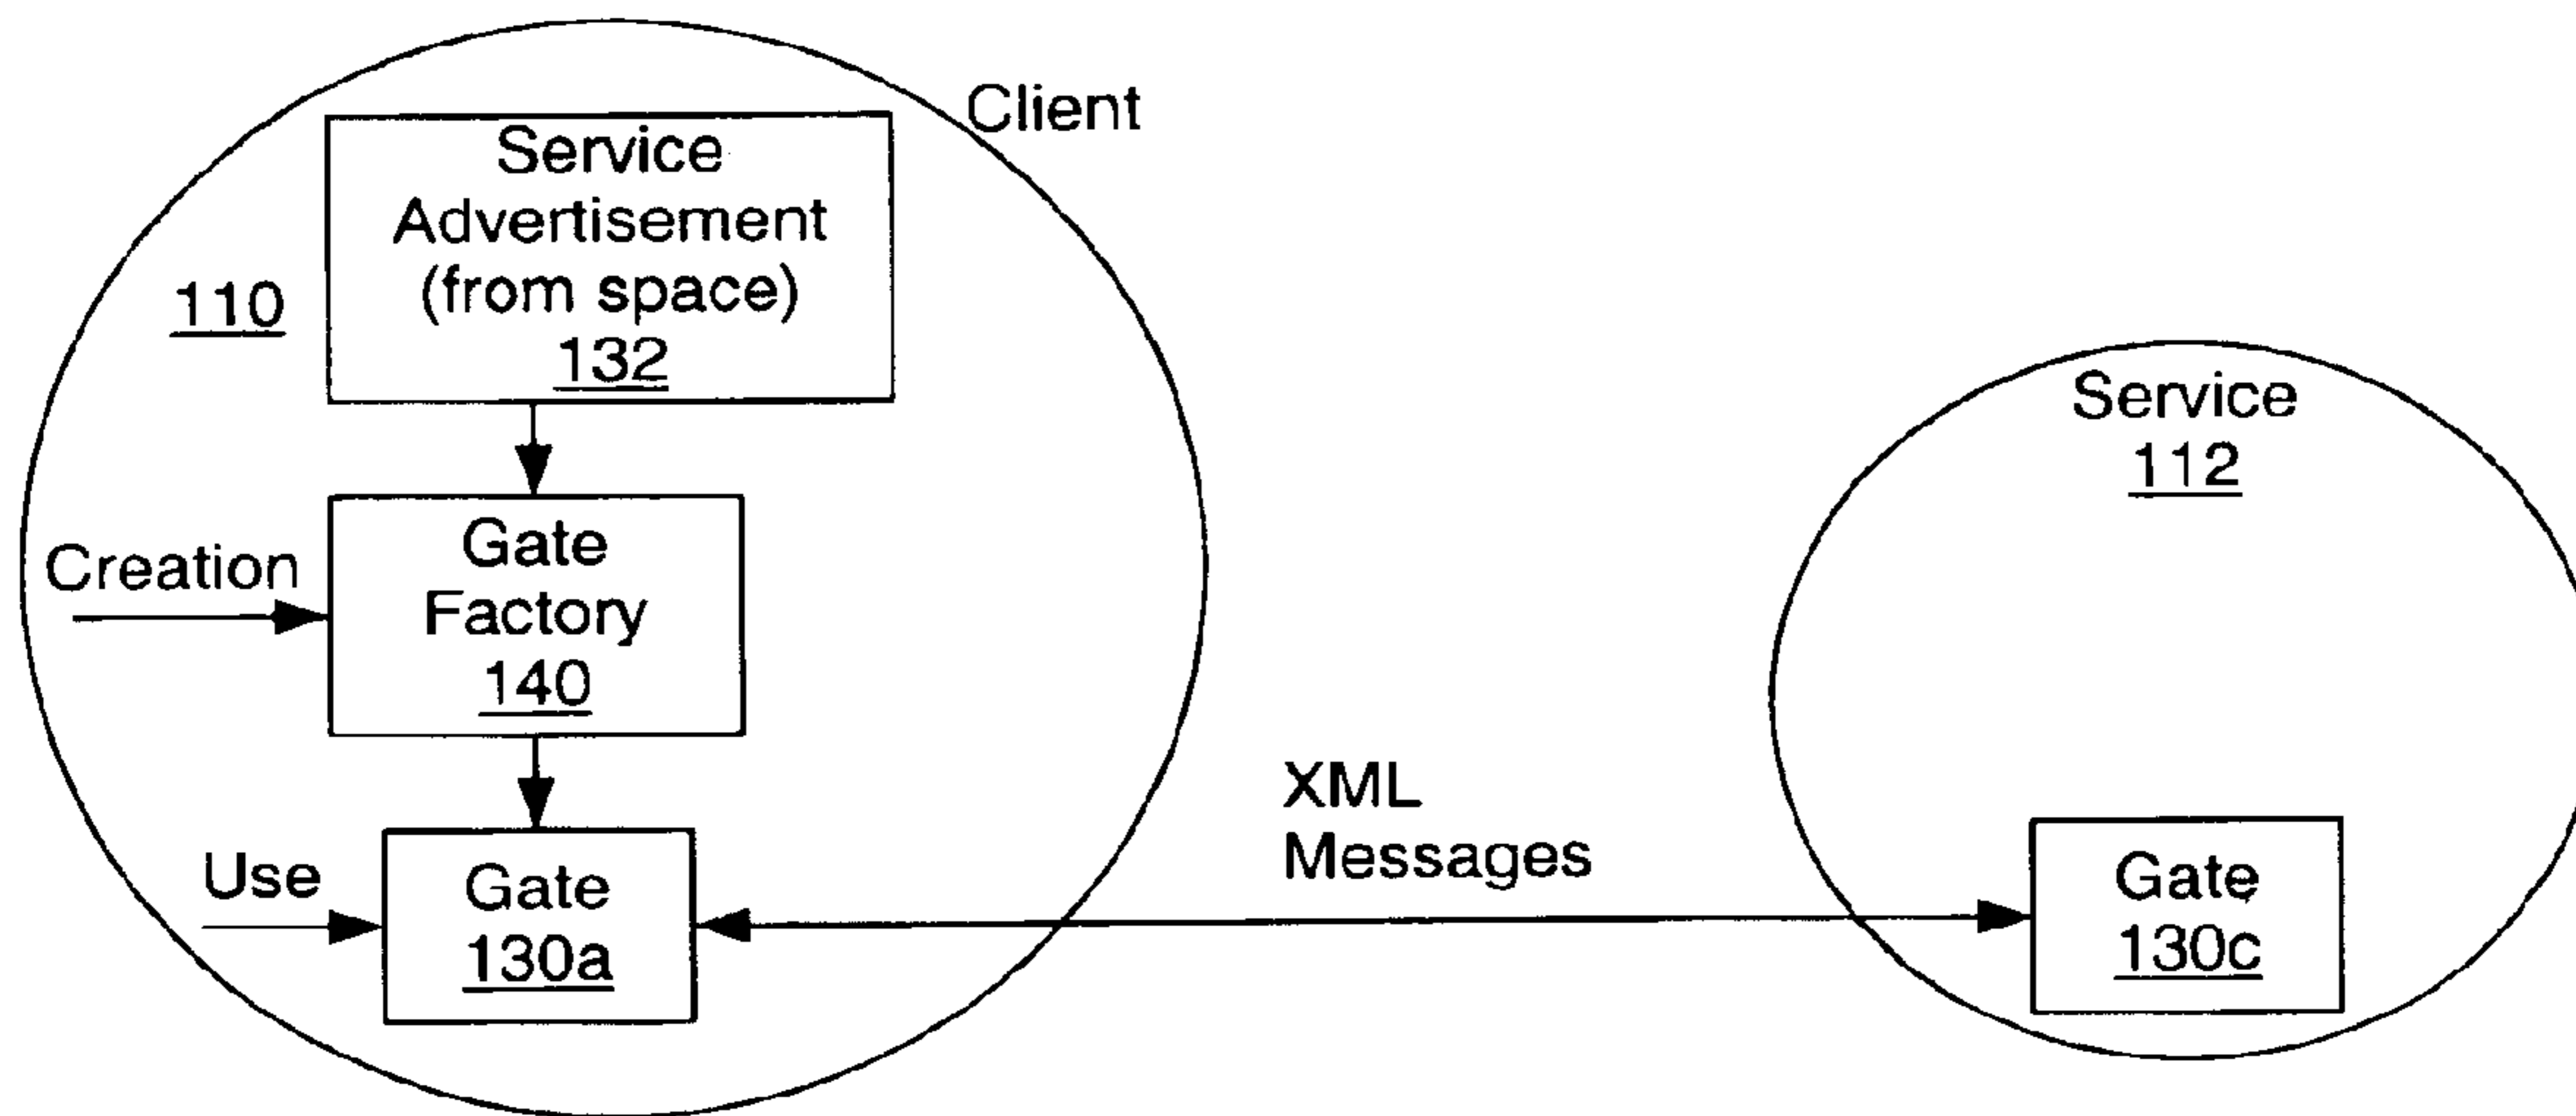 Client
110
Service
Advertisement
(from space)
132
Creation
Gate
Factory
140
Use
Gate
130a
XML
Messages
Service
112
Gate
130c